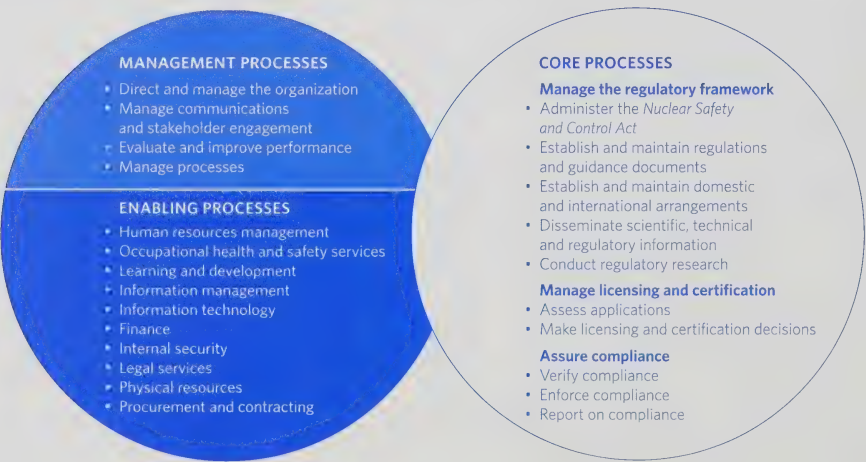 MANAGEMENT PROCESSES
• Direct and manage the organization
• Manage communications
and stakeholder engagement
• Evaluate and improve performance
• Manage processes
ENABLING PROCESSES
• Human resources management
• Occupational health and safety services
• Learning and development
• Information management
• Information technology
• Finance
• Internal security
• Legal services
• Physical resources
• Procurement and contracting
CORE PROCESSES
Manage the regulatory framework
• Administer the Nuclear Safety
and Control Act
• Establish and maintain regulations
and guidance documents
• Establish and maintain domestic
and international arrangements
• Disseminate scientific, technical
and regulatory information
• Conduct regulatory research
Manage licensing and certification
• Assess applications
• Make licensing and certification decisions
Assure compliance
• Verify compliance
• Enforce compliance
• Report on compliance